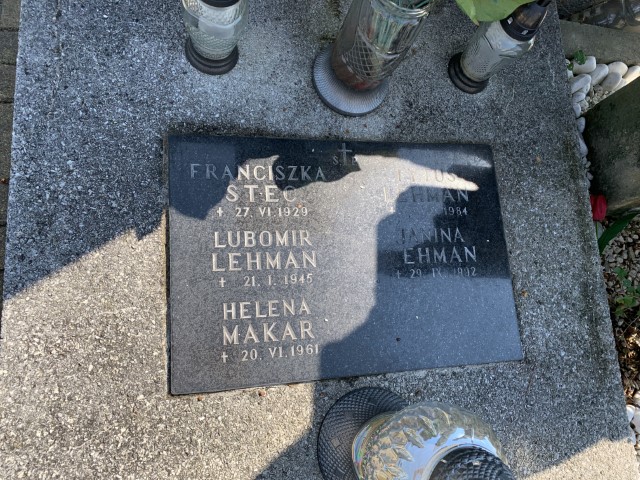 FRANCISZKA
STEC
✝ 27. VI. 1929
LUBOMIR
LEHMAN
✝ 21. I. 1945
HELENA
MAKAR
✝ 20. VI. 1961
LEHMAN
1984
JANINA
LEHMAN
✝ 29. IX. 1992